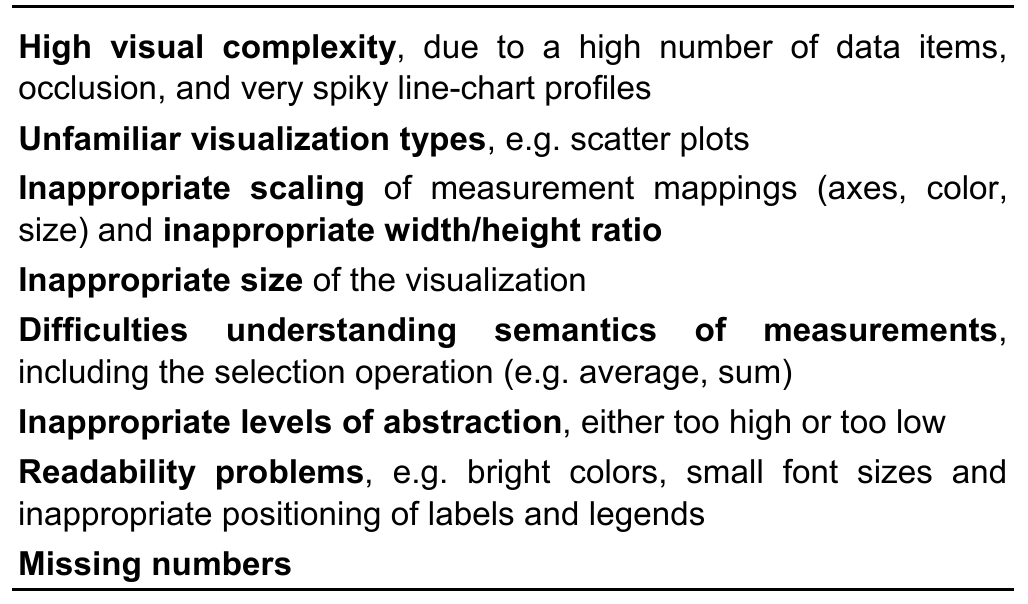 High visual complexity, due to a high number of data items,
occlusion, and very spiky line-chart profiles
Unfamiliar visualization types, e.g. scatter plots
Inappropriate scaling of measurement mappings (axes, color,
size) and inappropriate width/height ratio
Inappropriate size of the visualization
Difficulties understanding semantics of measurements,
including the selection operation (e.g. average, sum)
Inappropriate levels of abstraction, either too high or too low
Readability problems, e.g. bright colors, small font sizes and
inappropriate positioning of labels and legends
Missing numbers